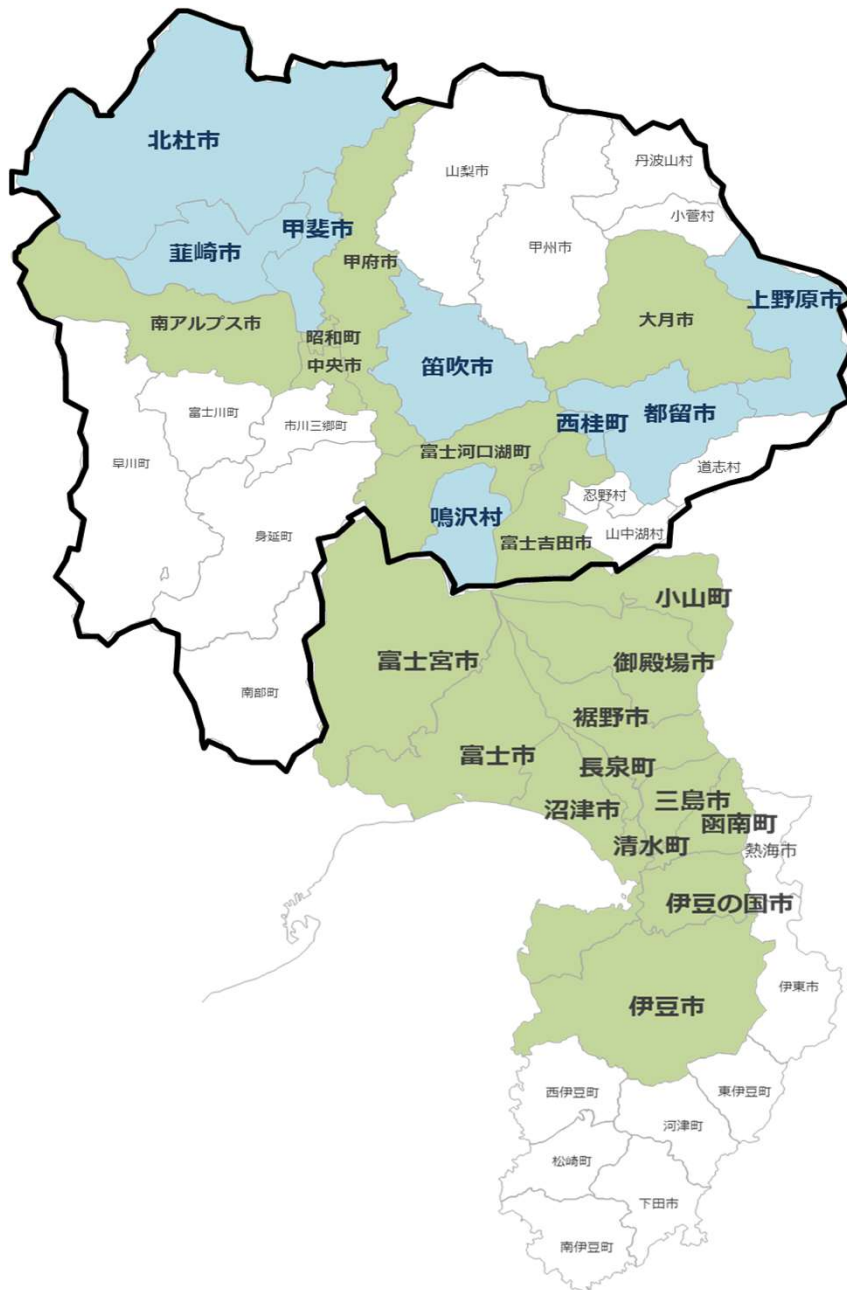 北杜市
山梨市
丹波山村
小菅村
韮崎市
甲斐市
甲府市
甲州市
上野原市
南アルプス市
昭和町
大月市
中央市
笛吹市
富士川町
市川三郷町
西桂町
都留市
早川町
富士河口湖町
道志村
鳴沢村
忍野村
身延町
富士吉田市
山中湖村
小山町
富士宮市
御殿場市
南部町
裾野市
富士市
長泉町
沼津市
三島市
函南町
清水町
熱海市
伊豆の国市
伊豆市
伊東市
西伊豆町
東伊豆町
河津町
松崎町
下田市
南伊豆町